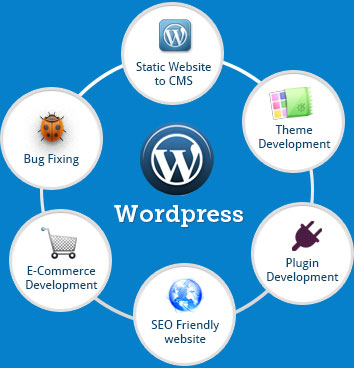 Static Website
to CMS
Theme
Development
Plugin
Development
SEO Friendly
website
E-Commerce
Development
Bug Fixing
Wordpress